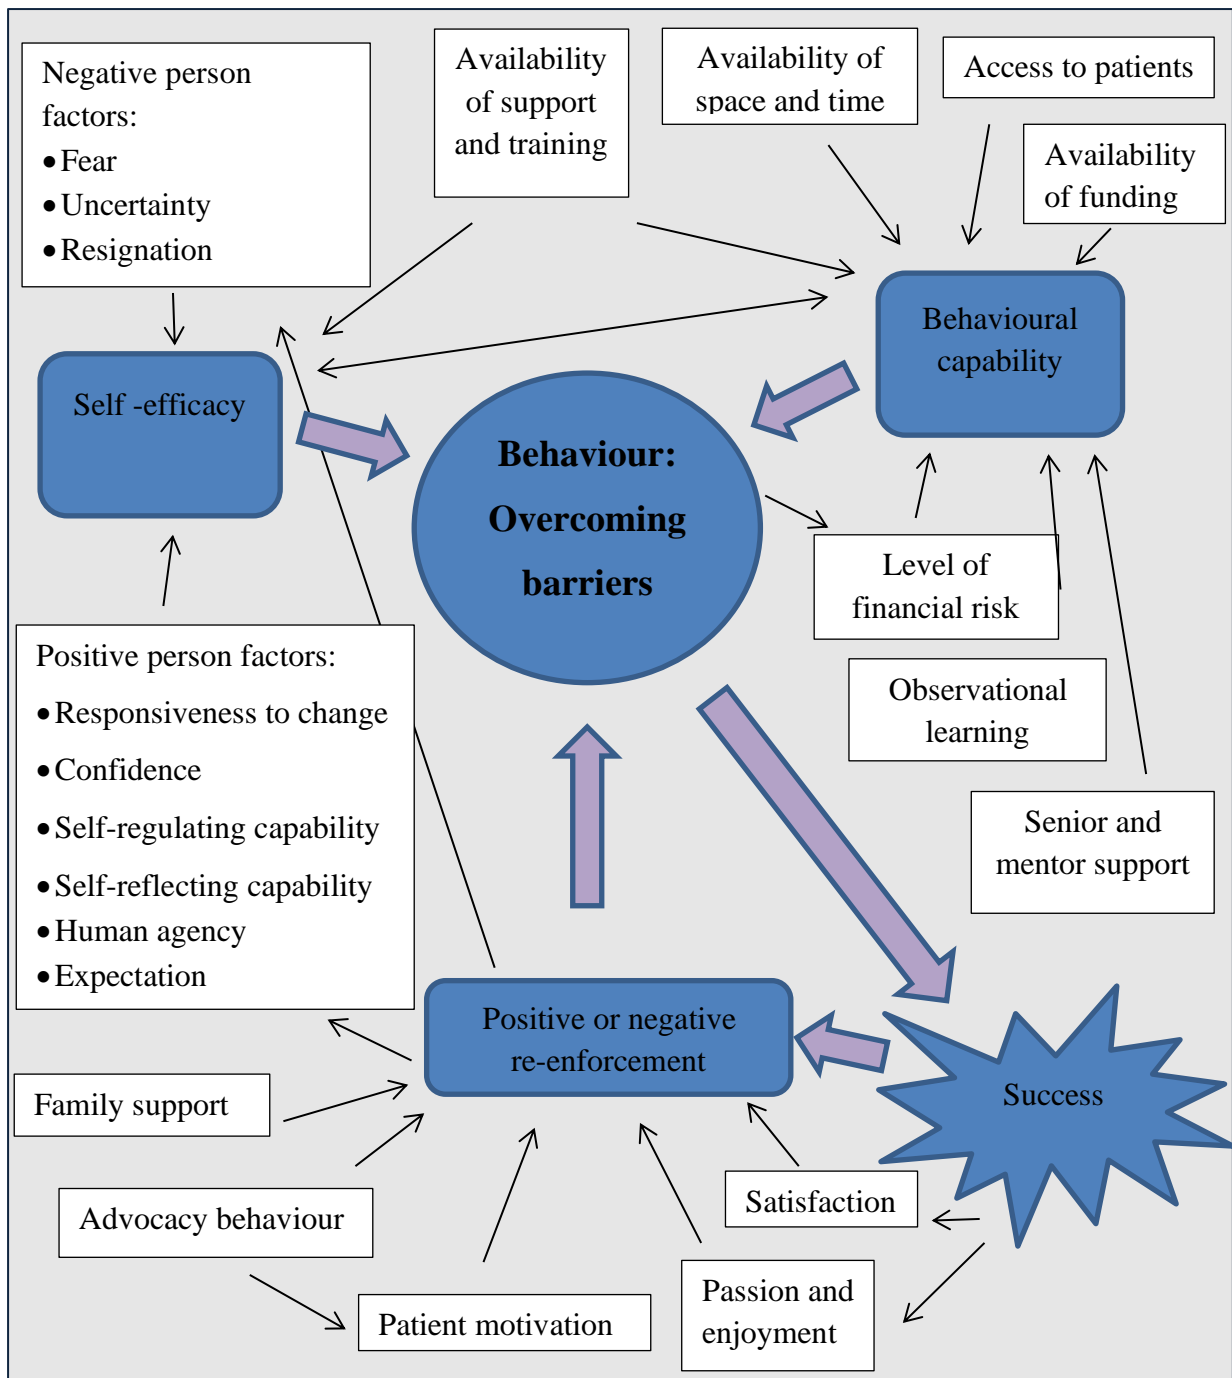 Negative person
factors:
•Fear
•Uncertainty
•Resignation
Availability
of support
and training
Availability of
space and time
Access to patients
Availability
of funding
Behavioural
capability
Self -efficacy
Behaviour:
Overcoming
barriers
Level of
financial risk
Observational
learning
Senior and
mentor support
Positive person factors:
•Responsiveness to change
•Confidence
•Self-regulating capability
•Self-reflecting capability
•Human agency
•Expectation
Positive or negative
re-enforcement
Success
Family support
Satisfaction
Advocacy behaviour
Passion and
enjoyment
Patient motivation